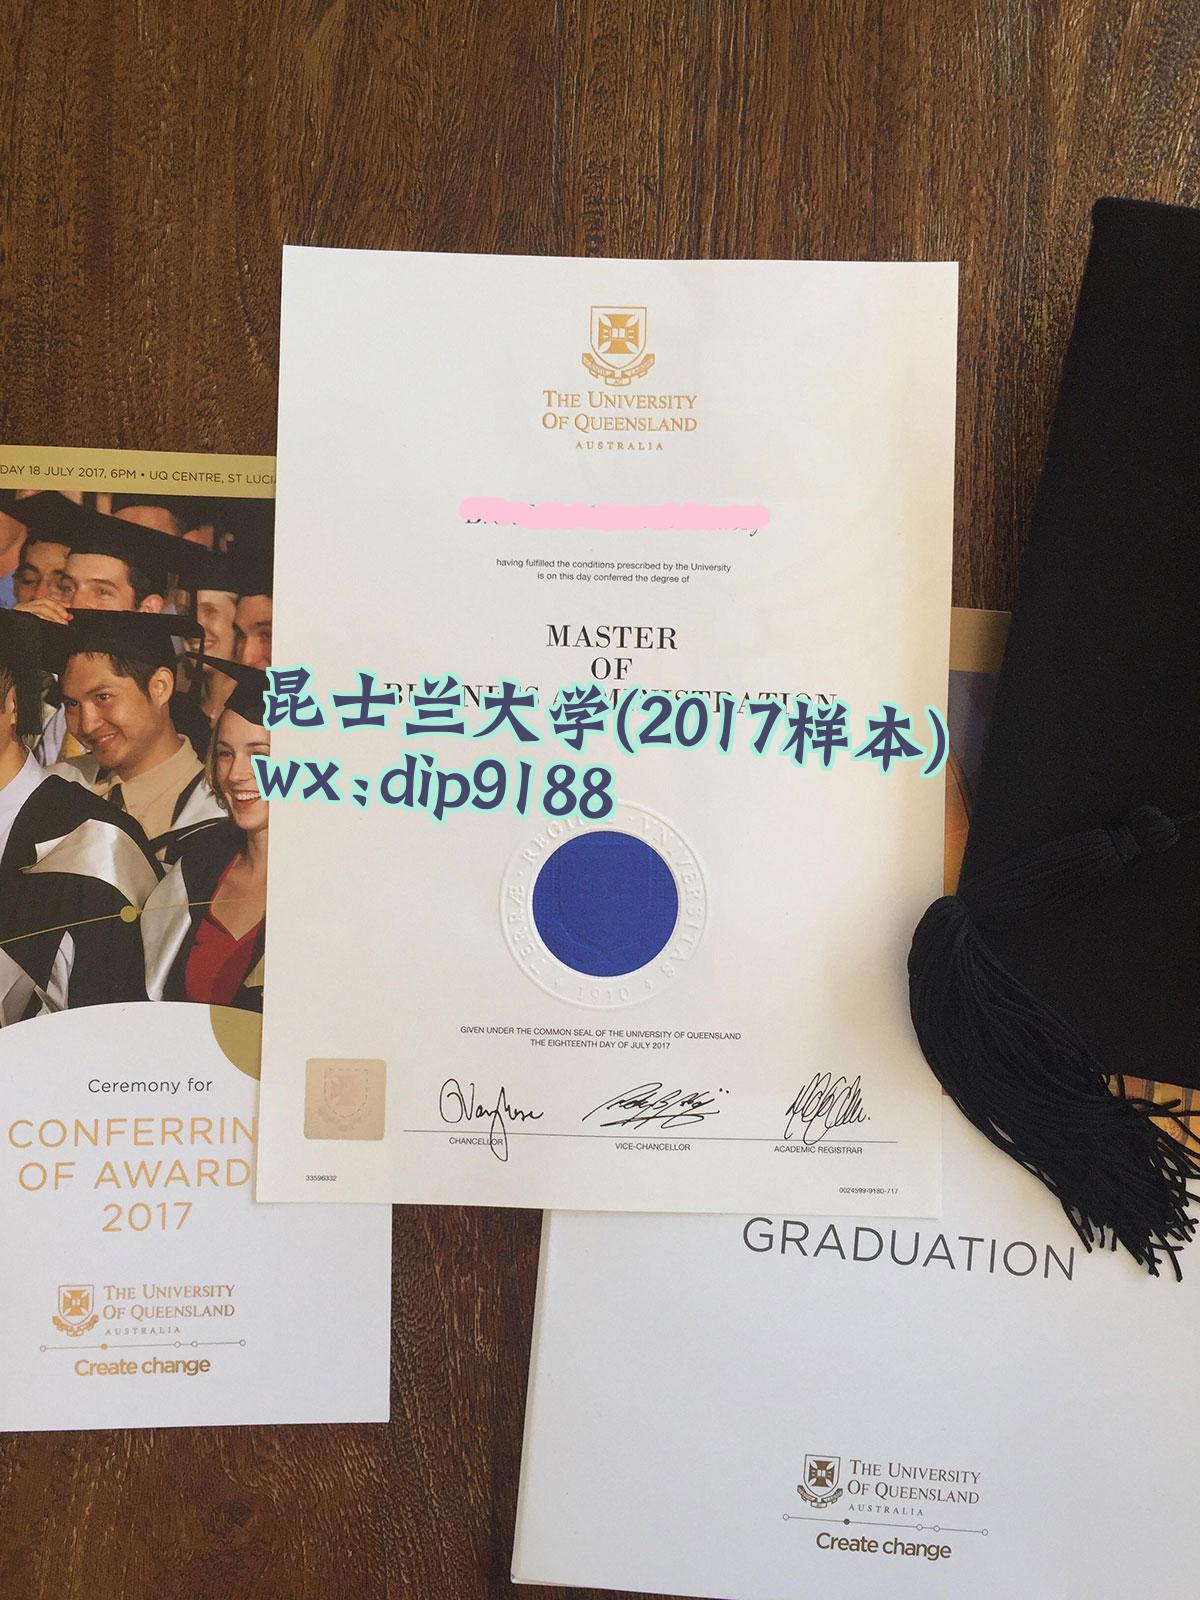 THE UNIVERSITY
OF QUEENSLAND
AUSTRALIA
having fulfilled the conditions prescribed by the University
is on this day conferred the degree of
MASTER
OF
BUSINESS ADMINISTRATION
昆士兰大学(2017样本)
wx:dip9188
1910
GIVEN UNDER THE COMMON SEAL OF THE UNIVERSITY OF QUEENSLAND
THE EIGHTEENTH DAY OF JULY 2017
CHANCELLOR
VICE-CHANCELLOR
ACADEMIC REGISTRAR
33596332
0024599-9180-717
DAY 18 JULY 2017, 6PM • UQ CENTRE, ST LUCI
Ceremony for
CONFERRIN
OF AWARD
2017
THE UNIVERSITY
OF QUEENSLAND
AUSTRALIA
Create change
GRADUATION
THE UNIVERSITY
OF QUEENSLAND
AUSTRALIA
Create change